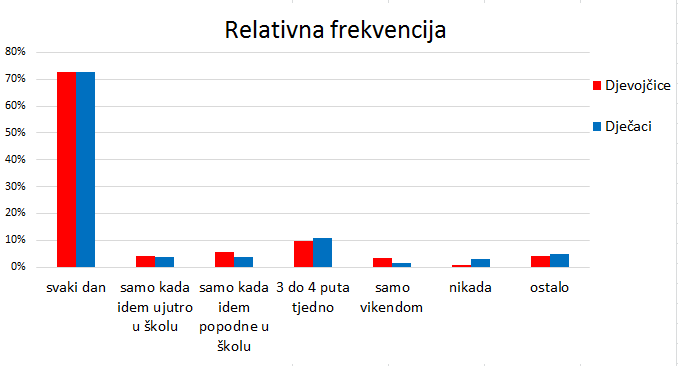 Relativna frekvencija
80%
70%
60%
50%
40%
30%
20%
10%
0%
svaki dan
samo kada
idem ujutro
u školu
samo kada
idem
popodne u
školu
3 do 4 puta
tjedno
samo
vikendom
nikada
ostalo
Djevojčice
Dječaci